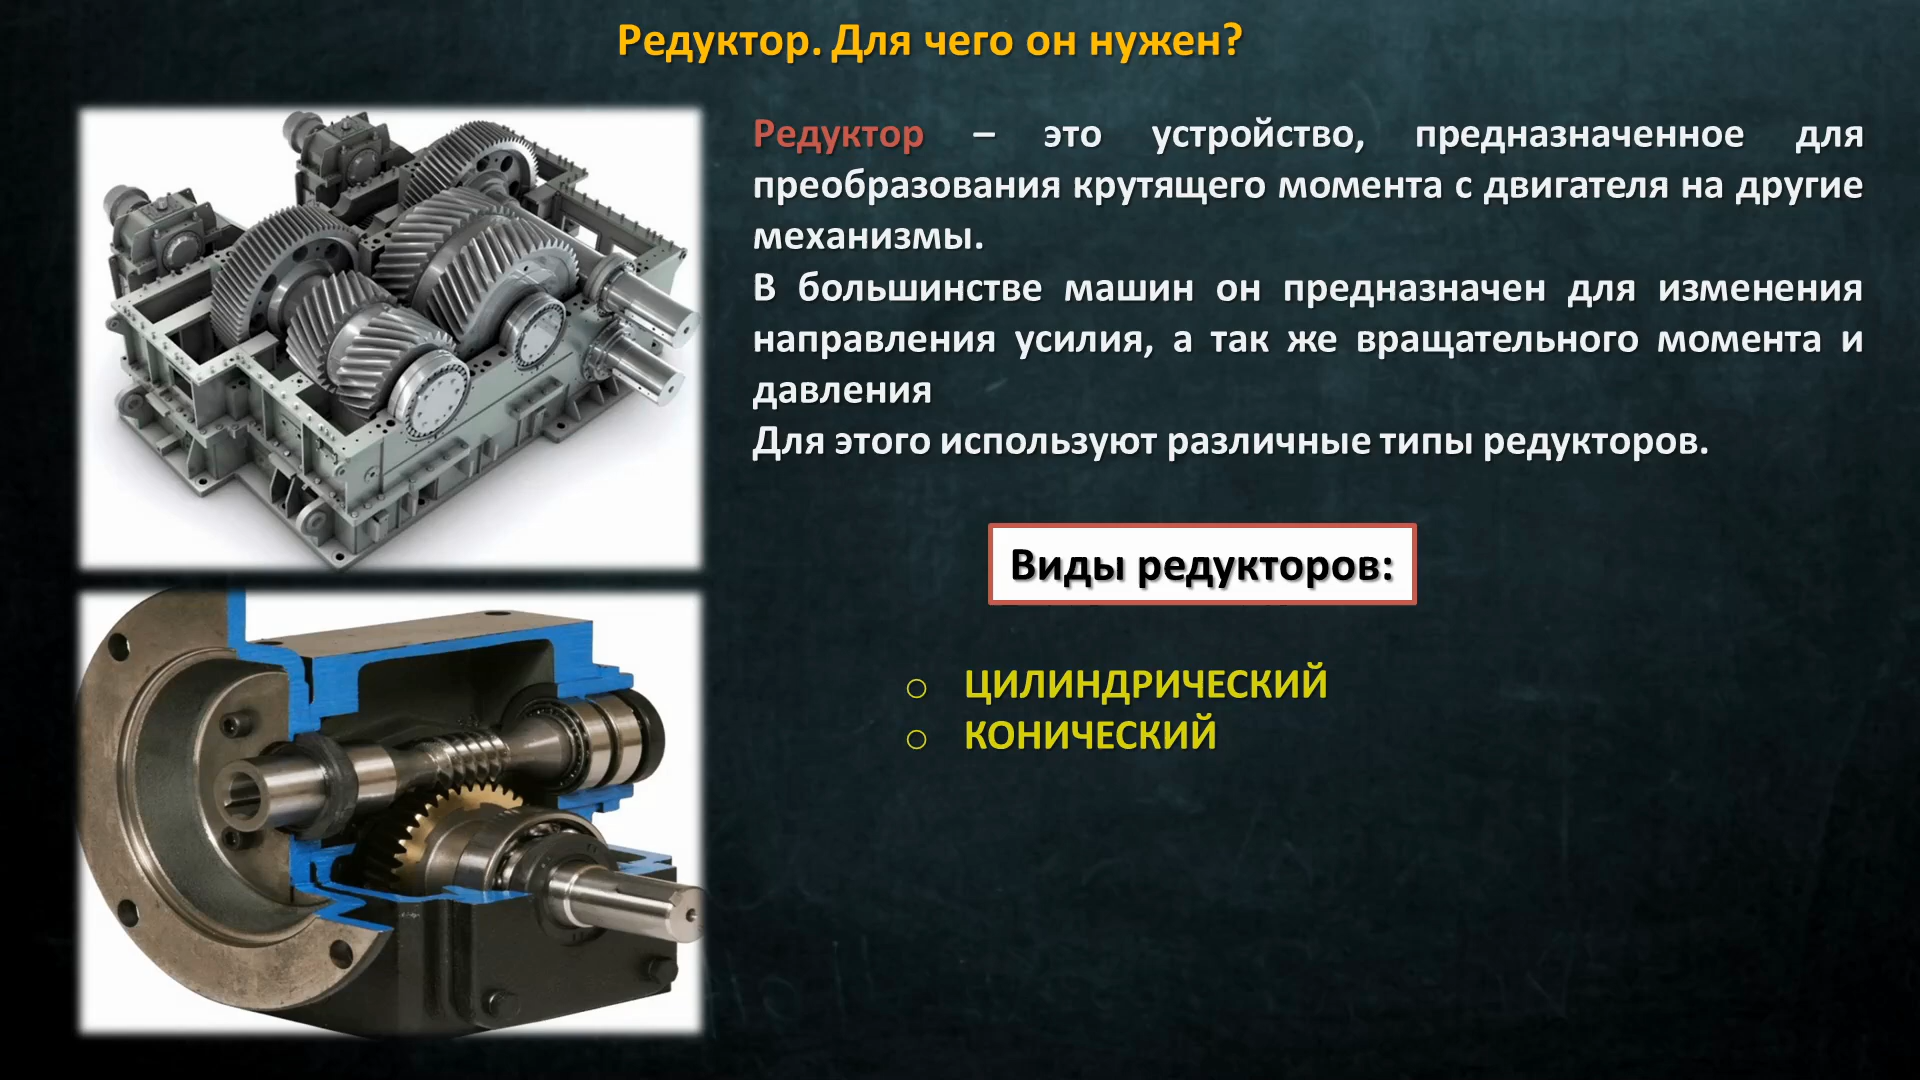 Редуктор. Для чего он нужен?
Редуктор – это устройство, предназначенное для
преобразования крутящего момента с двигателя на другие
механизмы.
В большинстве машин он предназначен для изменения
направления усилия, а так же вращательного момента и
давления
Для этого используют различные типы редукторов.
Виды редукторов:
o ЦИЛИНДРИЧЕСКИЙ
o КОНИЧЕСКИЙ